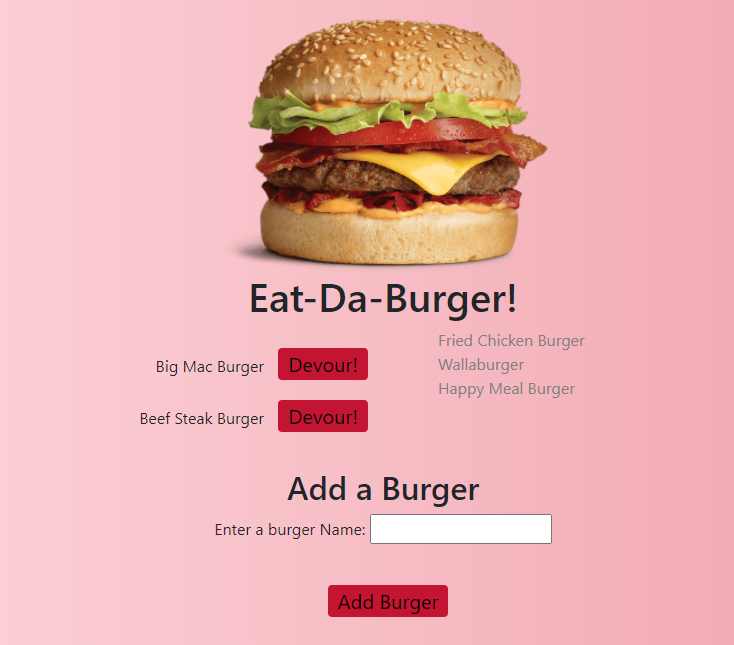 Eat-Da-Burger!
Big Mac Burger Devour!
Beef Steak Burger Devour!
Fried Chicken Burger
Wallaburger
Happy Meal Burger
Add a Burger
Enter a burger Name:
Add Burger